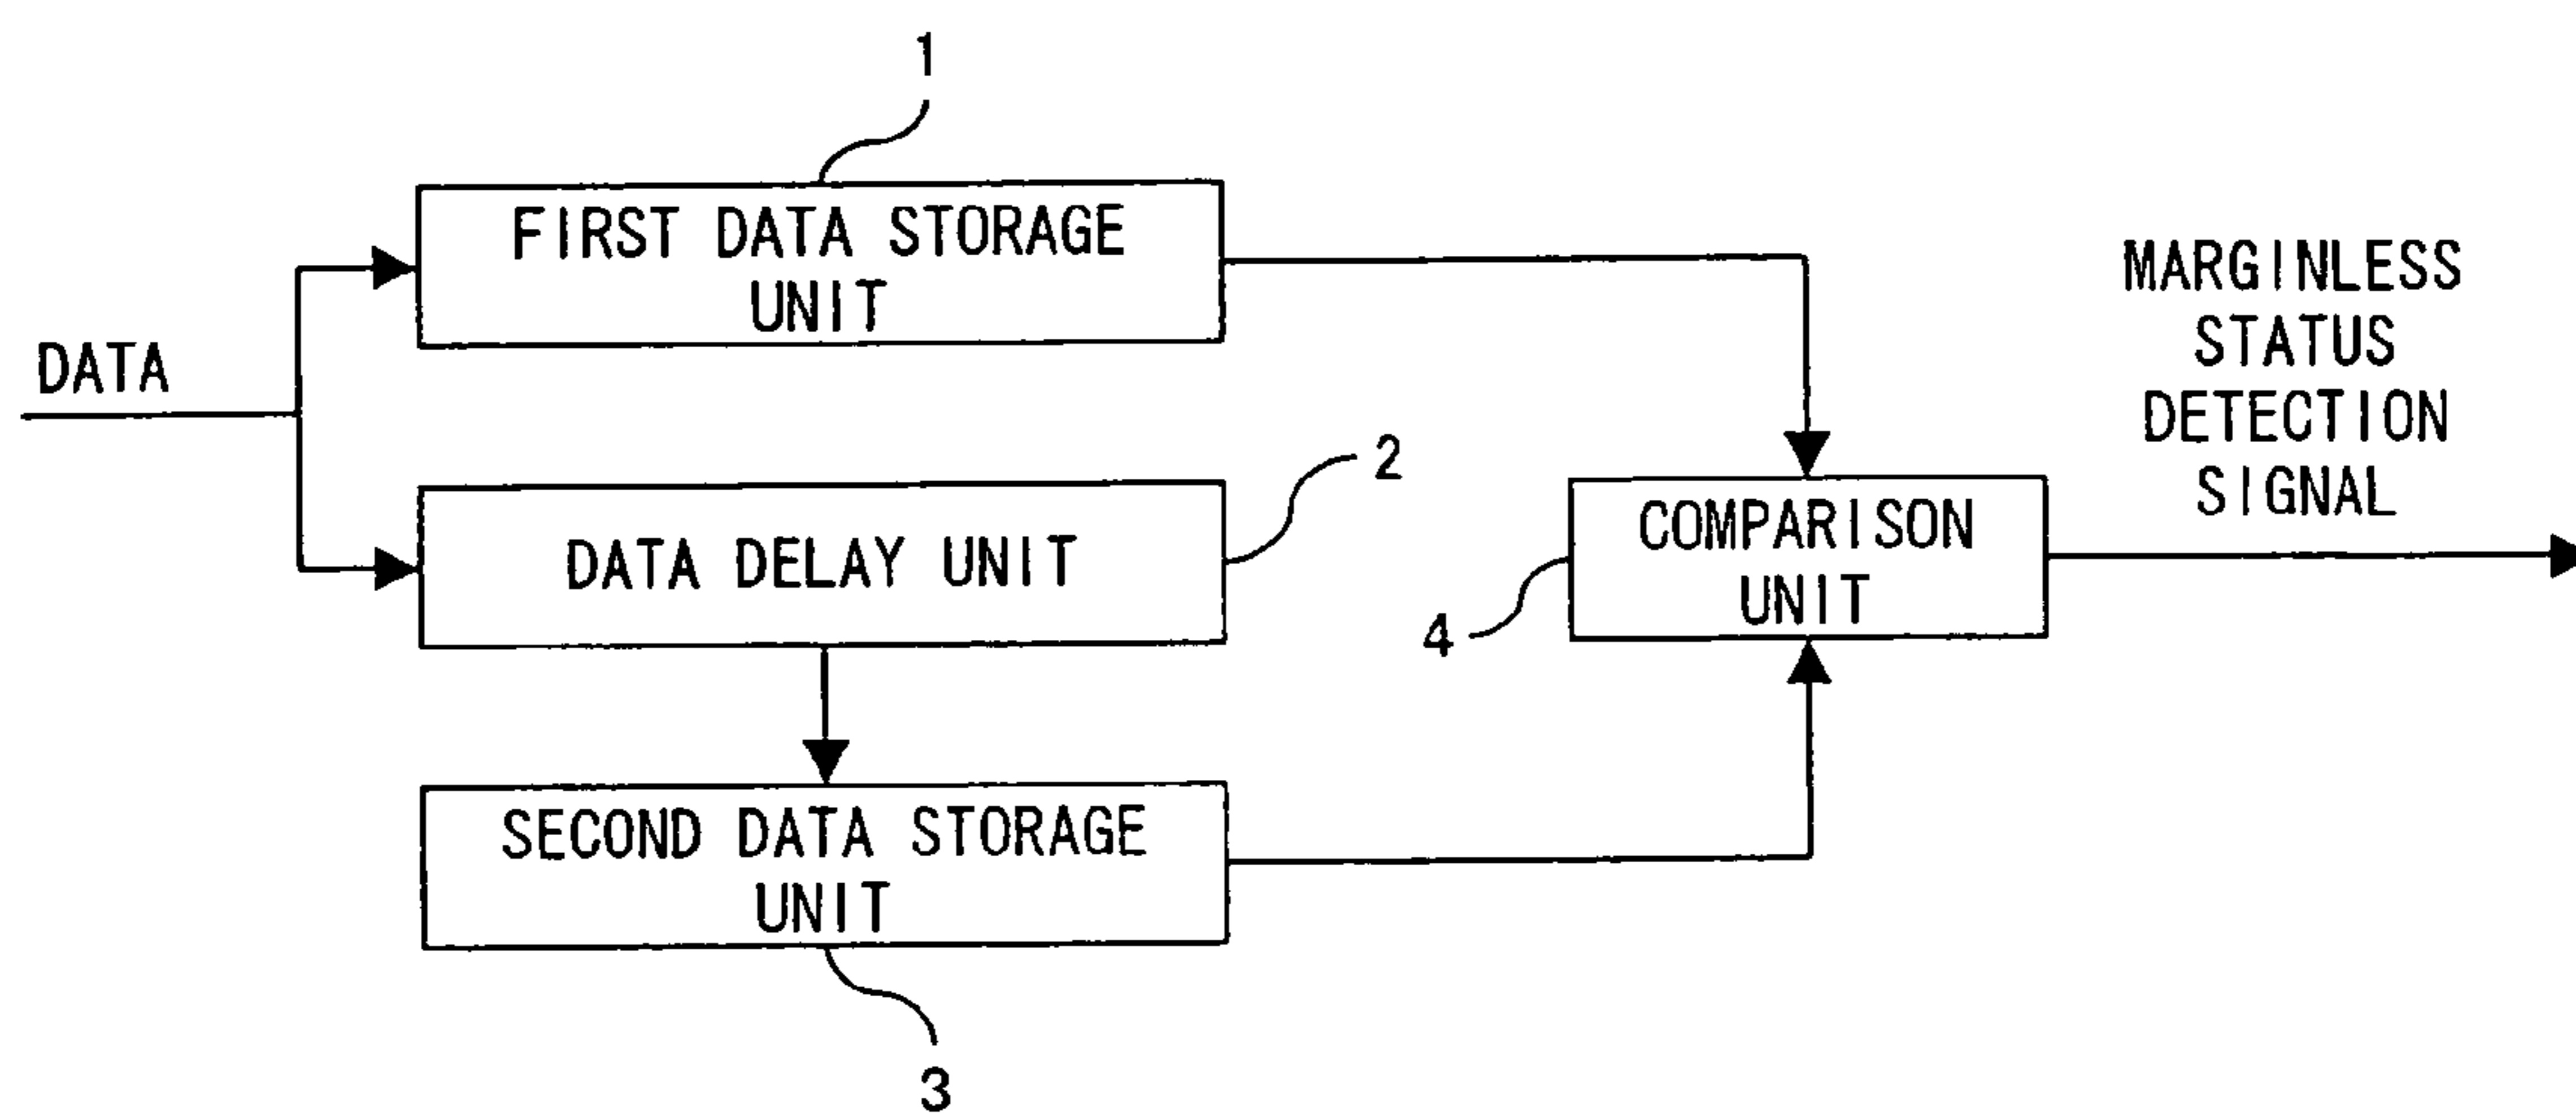 1
FIRST DATA STORAGE
UNIT
DATA
MARGINLESS
STATUS
DETECTION
SIGNAL
2
DATA DELAY UNIT
COMPARISON
UNIT
4
SECOND DATA STORAGE
UNIT
3